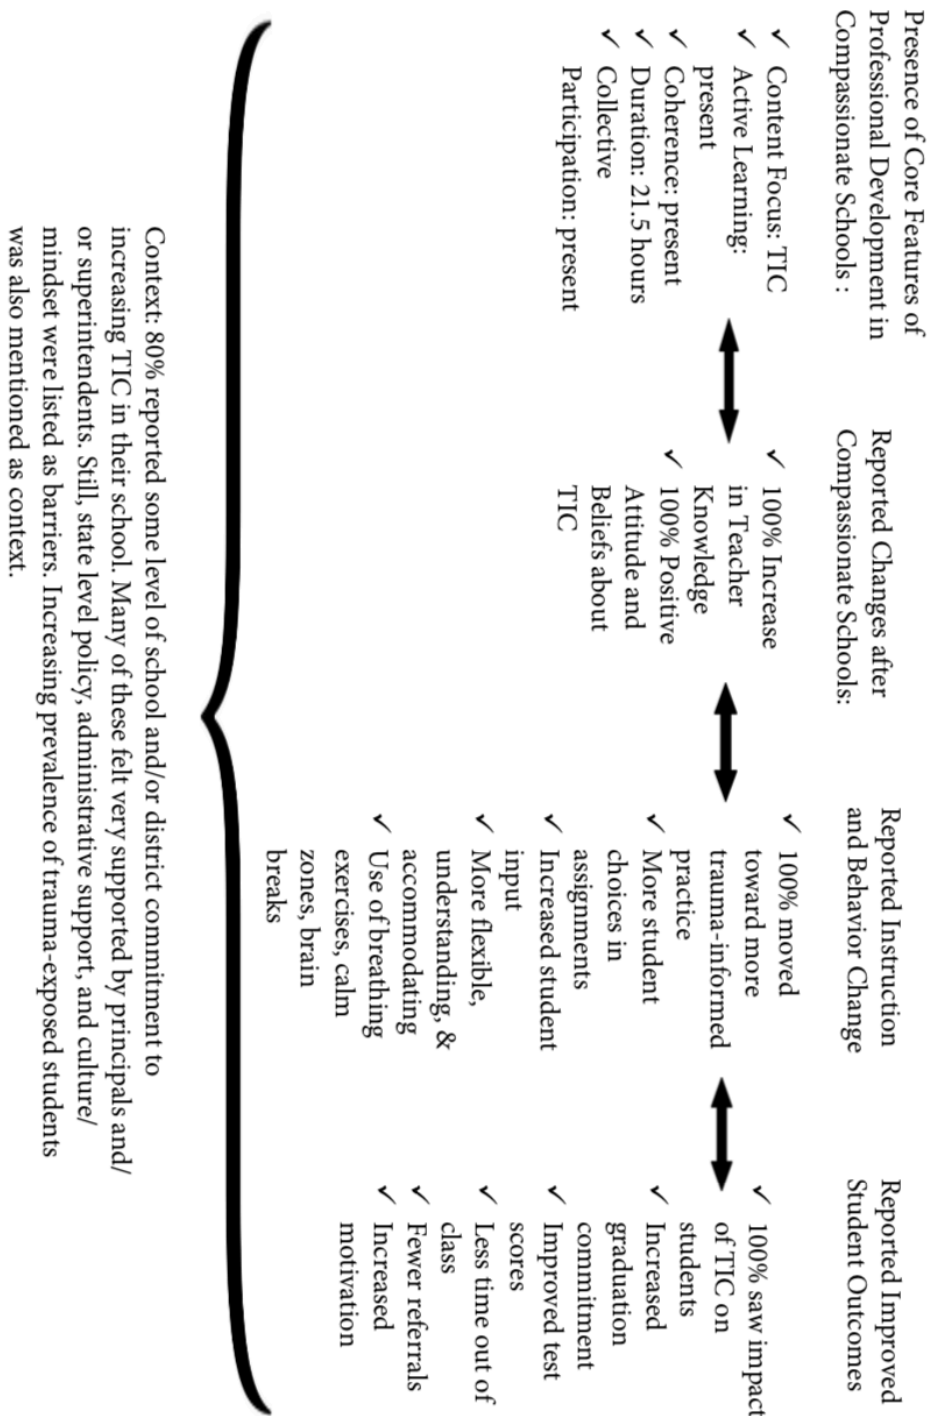 Presence of Core Features of
Professional Development in
Compassionate Schools :
✓ Content Focus: TIC
✓ Active Learning:
present
✓ Coherence: present
✓ Duration: 21.5 hours
✓ Collective
Participation: present
Reported Changes after
Compassionate Schools:
✓ 100% Increase
in Teacher
Knowledge
✓ 100% Positive
Attitude and
Beliefs about
TIC
Reported Instruction
and Behavior Change
✓ 100% moved
toward more
trauma-informed
practice
✓ More student
choices in
assignments
✓ Increased student
input
✓ More flexible,
understanding, &
accommodating
✓ Use of breathing
exercises, calm
zones, brain
breaks
Reported Improved
Student Outcomes
✓ 100% saw impact
of TIC on
students
✓ Increased
graduation
commitment
✓ Improved test
scores
✓ Less time out of
class
✓ Fewer referrals
✓ Increased
motivation
Context: 80% reported some level of school and/or district commitment to
increasing TIC in their school. Many of these felt very supported by principals and/
or superintendents. Still, state level policy, administrative support, and culture/
mindset were listed as barriers. Increasing prevalence of trauma-exposed students
was also mentioned as context.